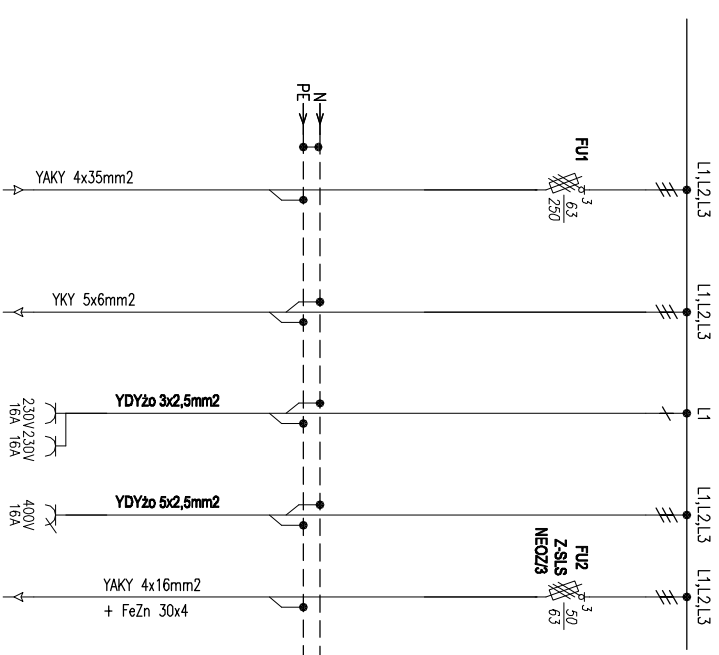 L1,L2,L3
FU1
3
63
250
N
PE
YAKY 4x35mm2
L1,L2,L3
YKY 5x6mm2
L1
YDYżo 3x2,5mm2
230V
16A
230V
16A
L1,L2,L3
YDYżo 5x2,5mm2
400V
16A
L1,L2,L3
FU2
Z-SLS
NEOZ/3
3
50
63
YAKY 4x16mm2
+ FeZn 30x4